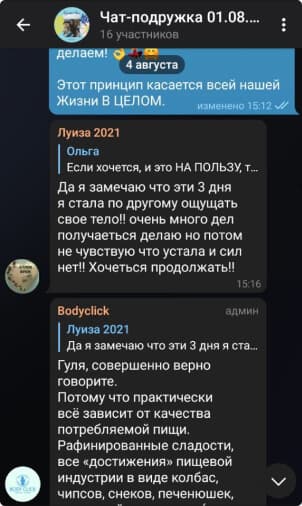 Чат-подружка 01.08....
16 участников
делаем!
4 августа
Этот принцип касается всей нашей
Жизни В ЦЕЛОМ.
изменено 15:12
Луиза 2021
Ольга
Если хочется, и это НА ПОЛЬЗУ, т...
Да я замечаю что эти 3 дня
я стала по другому ощущать
свое тело!! очень много дел
получаеться делаю но потом
не чувствую что устала и сил
нет!! Хочеться продолжать!!
15:16
Bodyclick
админ
Луиза 2021
Да я замечаю что эти 3 дня я ста...
Гуля, совершенно верно
говорите.
Потому что практически
всё зависит от качества
потребляемой пищи.
Рафинированные сладости,
все «достижения» пищевой
индустрии в виде колбас,
чипсов, снеков, печенюшек,
BODY CLICK